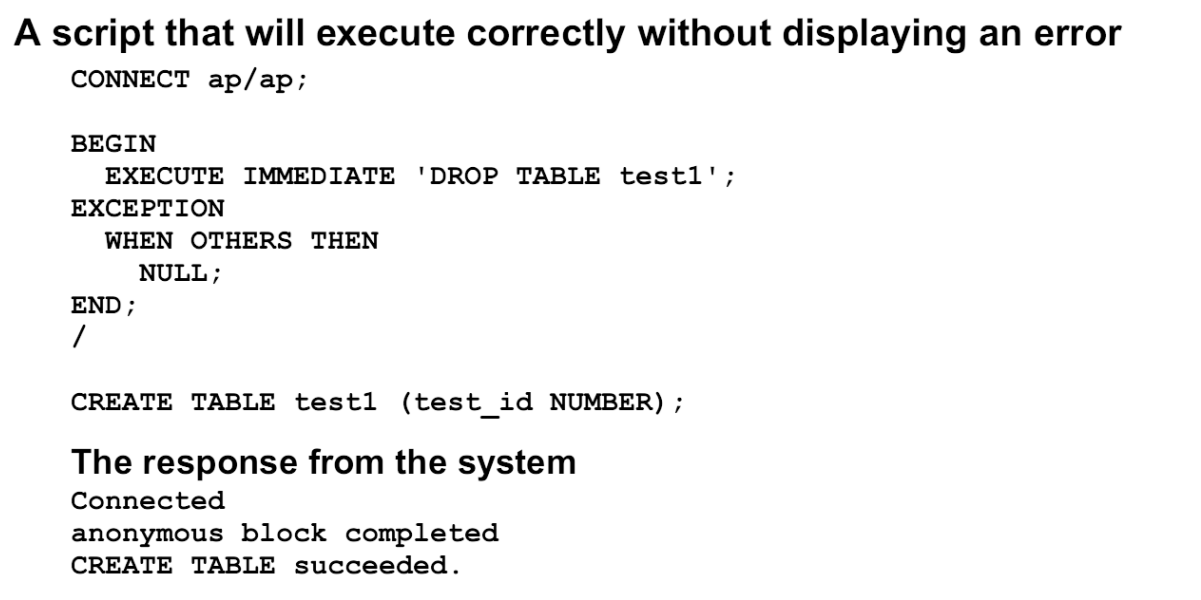 A script that will execute correctly without displaying an error
CONNECT ap/ap;
BEGIN
EXECUTE IMMEDIATE 'DROP TABLE test1';
EXCEPTION
WHEN OTHERS THEN
NULL;
END;
/
CREATE TABLE test1 (test_id NUMBER);
The response from the system
Connected
anonymous block completed
CREATE TABLE succeeded.